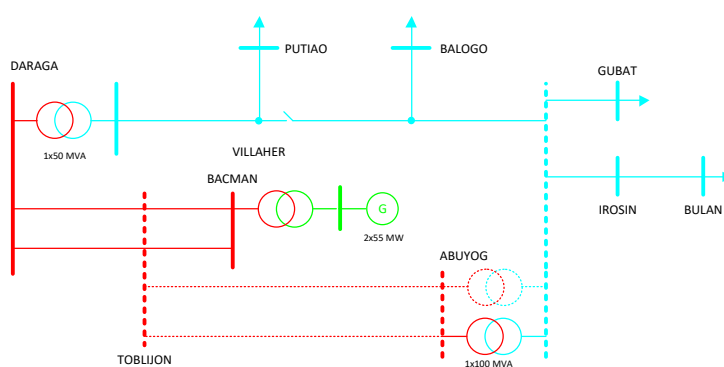 PUTIAO
BALOGO
DARAGA
GUBAT
1x50 MVA
VILLAHER
BACMAN
G
2x55 MW
IROSIN
BULAN
ABUYOG
TOBLIJON
1x100 MVA